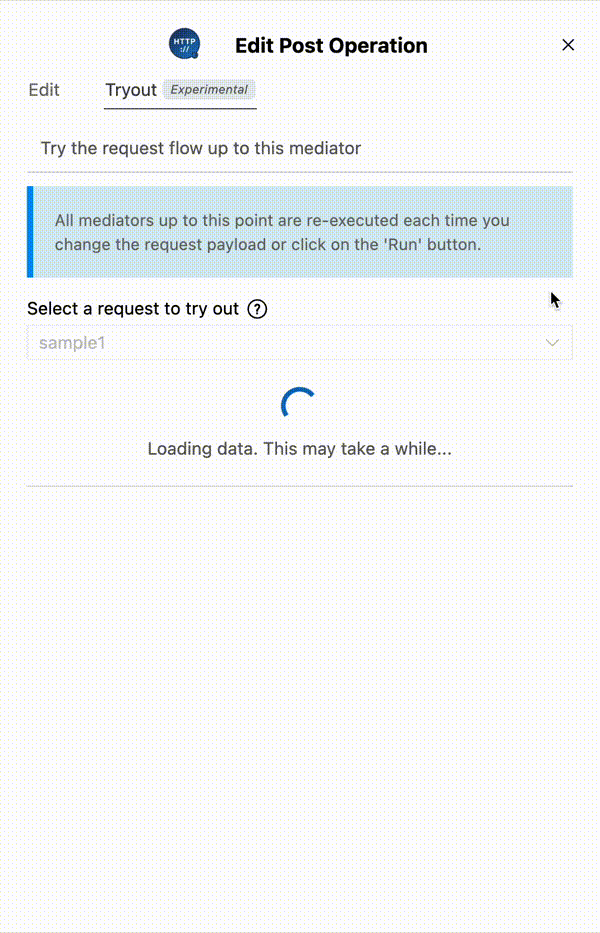 HTTP
://
Edit Post Operation
Edit
Tryout Experimental
Try the request flow up to this mediator
All mediators up to this point are re-executed each time you
change the request payload or click on the 'Run' button.
Select a request to try out ?
sample1
Loading data. This may take a while...